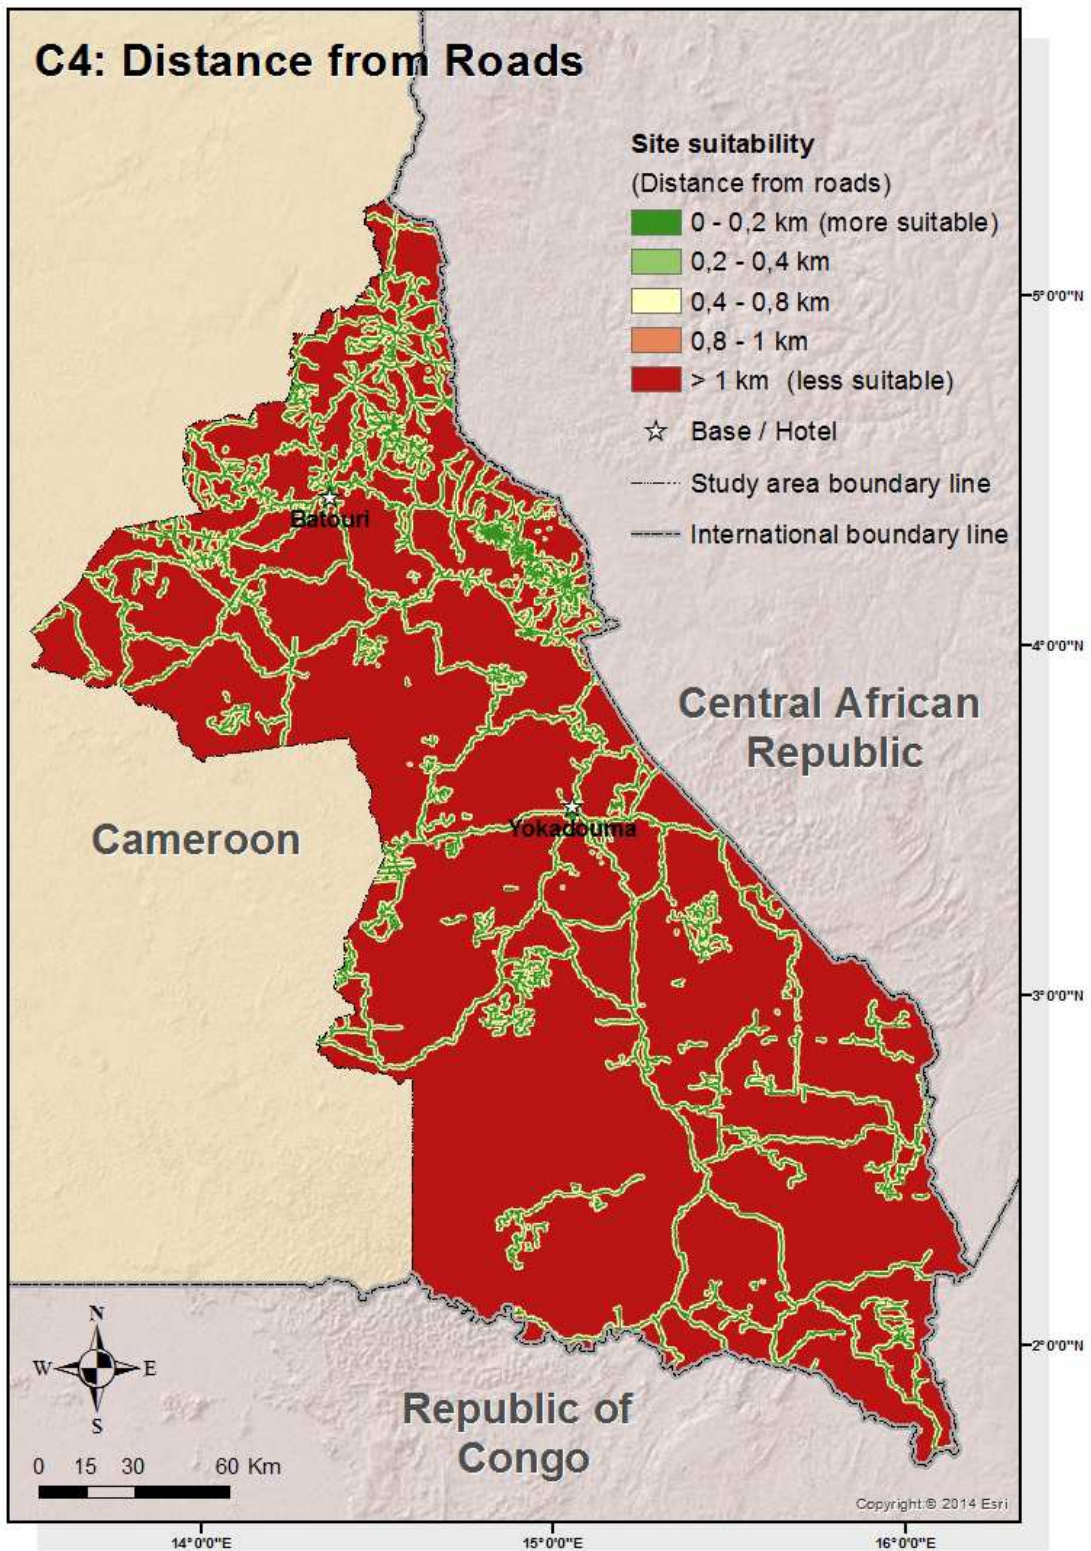 C4: Distance from Roads
Site suitability
(Distance from roads)
0 - 0,2 km (more suitable)
0,2 - 0,4 km
0,4 - 0,8 km
0,8 - 1 km
> 1 km (less suitable)
Base / Hotel
Study area boundary line
International boundary line
5°0'0"N
Batouri
4°0'0"N
Central African
Republic
Cameroon
Yokadouma
3°0'0"N
N
W E
S
2°0'0"N
Republic of
Congo
0 15 30 60 Km
Copyright:© 2014 Esri
14°0'0"E 15°0'0"E 16°0'0"E